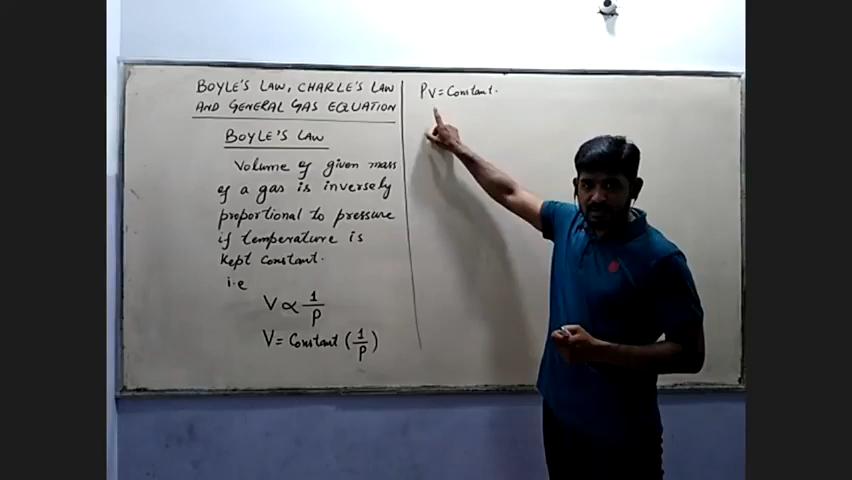 BOYLE'S LAW, CHARLE'S LAW
AND GENERAL GAS EQUATION
BOYLE'S LAW
Volume of given mass
of a gas is inversely
proportional to pressure
if temperature is
kept constant.
i.e
V ∝ 1/P
V = Constant (1/P)
PV = Constant.